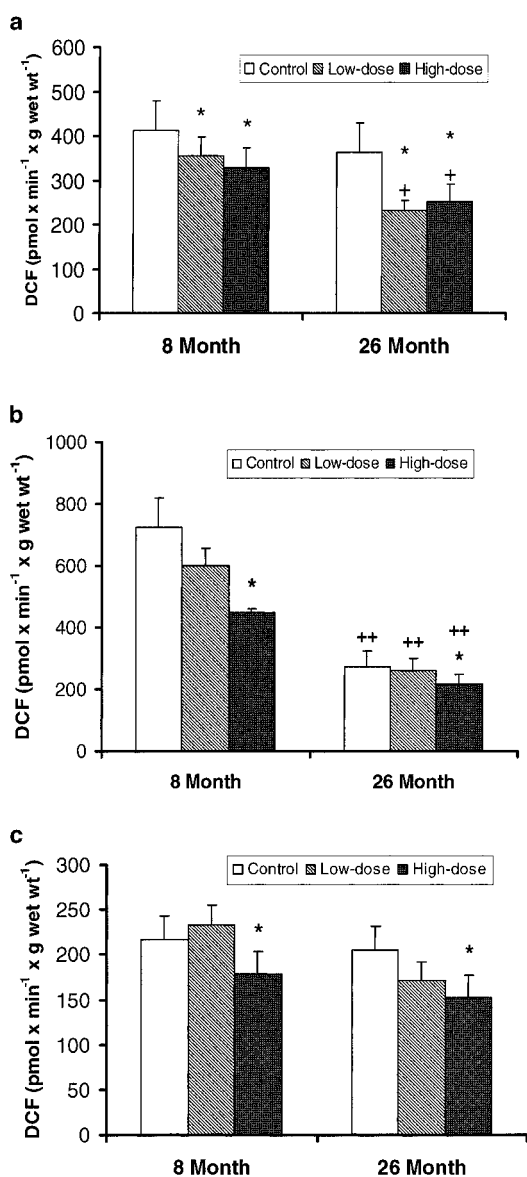 a
600
500
400
300
200
100
0
DCF (pmol x min⁻¹ x g wet wt⁻¹)
Control Low-dose High-dose
* * * *
+ +
8 Month 26 Month
b
1000
800
600
400
200
0
DCF (pmol x min⁻¹ x g wet wt⁻¹)
Control Low-dose High-dose
*
++ ++ ++
*
8 Month 26 Month
c
300
250
200
150
100
50
0
DCF (pmol x min⁻¹ x g wet wt⁻¹)
Control Low-dose High-dose
* *
8 Month 26 Month